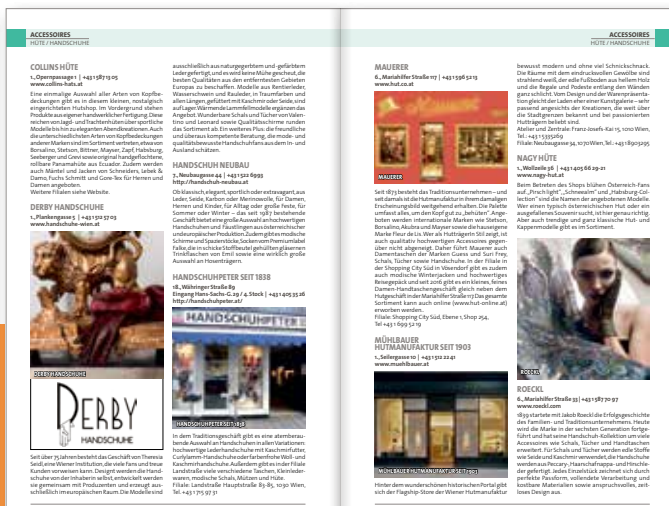 ACCESSOIRES
HÜTE / HANDSCHUHE
COLLINS HÜTE
1., Opernpassage 1 | +43 1 587 13 05
www.collins-hats.at
Eine einmalige Auswahl aller Arten von Kopfbe-
deckungen gibt es in diesem kleinen, nostalgisch
eingerichteten Hutshop. Im Vordergrund stehen
Produkte aus eigener handwerklicher Fertigung. Diese
reichen von Jagd- und Trachtenhüten über sportliche
Modelle bis hin zu eleganten Abendkreationen. Auch
die unterschiedlichsten Arten von Kopfbedeckungen
anderer Marken sind im Sortiment vertreten, etwa von
Borsalino, Stetson, Bittner, Mayser, Zapf, Habsburg,
Seeberger und Grevi sowie original handgeflochtene,
rollbare Panamahüte aus Ecuador. Zudem werden
auch Mäntel und Jacken von Schneiders, Lebek &
Damo, Fuchs Schmitt und Gore-Tex für Herren und
Damen angeboten.
Weitere Filialen siehe Website.
DERBY HANDSCHUHE
1., Plankengasse 5 | +43 1 512 57 03
www.handschuhe-wien.at
DERBY HANDSCHUHE
DERBY
HANDSCHUHE
Seit über 75 Jahren besteht das Geschäft von Theresia
Seidl, eine Wiener Institution, die viele Fans und treue
Kunden vorweisen kann. Designt werden die Hand-
schuhe von der Inhaberin selbst, entwickelt werden
sie gemeinsam mit Produzenten und erzeugt aus-
schließlich im europäischen Raum. Die Modelle sind
ausschließlich aus naturgegerbtem und -gefärbtem
Leder gefertigt, und es wird keine Mühe gescheut, die
besten Qualitäten aus den entferntesten Gebieten
Europas zu beschaffen. Modelle aus Rentierleder,
Wasserschwein und Rauleder, in Traumfarben und
allen Längen, gefüttert mit Kaschmir oder Seide, sind
auf Lager. Wärmende Lammfellmodelle ergänzen das
Angebot. Wunderbare Schals und Tücher von Valen-
tino und Leonard sowie Qualitätsschirme runden
das Sortiment ab. Ein weiteres Plus: die freundliche
und überaus kompetente Beratung, die mode- und
qualitätsbewusste Handschuhfans aus dem In- und
Ausland schätzen.
HANDSCHUH NEUBAU
7., Neubaugasse 44 | +43 1 522 6993
http://handschuh-neubau.at
Ob klassisch, elegant, sportlich oder extravagant, aus
Leder, Seide, Karbon oder Merinowolle, für Damen,
Herren und Kinder, für Alltag oder große Feste, für
Sommer oder Winter – das seit 1987 bestehende
Geschäft bietet eine große Auswahl an hochwertigen
Handschuhen und Fäustlingen aus österreichischer
und europäischer Produktion. Zudem gibt es modische
Schirme und Spazierstöcke, Socken vom Premiumlabel
Falke, die in schicke Stoffbeutel gehüllten gläsernen
Trinkflaschen von Emil sowie eine wirklich große
Auswahl an Hosenträgern.
HANDSCHUHPETER SEIT 1838
18., Währinger Straße 89
Eingang Hans-Sachs-G. 29 / 4. Stock | +43 1 405 35 26
http://handschuhpeter.at/
HANDSCHUHPETER
HANDSCHUHPETER SEIT 1838
In dem Traditionsgeschäft gibt es eine atemberau-
bende Auswahl an Handschuhen in allen Variationen:
hochwertige Lederhandschuhe mit Kaschmirfutter,
Curlylamm-Handschuhe oder farbenfrohe Woll- und
Kaschmirhandschuhe. Außerdem gibt es in der Filiale
Landstraße viele verschiedene Taschen, Kleinleder-
waren, modische Schals, Mützen und Hüte.
Filiale: Landstraße Hauptstraße 83-85, 1030 Wien,
Tel. +43 1 715 97 31
ACCESSOIRES
HÜTE / HANDSCHUHE
MAUERER
6., Mariahilfer Straße 117 | +43 1 596 52 13
www.hut.co.at
MAUERER
Seit 1873 besteht das Traditionsunternehmen – und
seit damals ist die Hutmanufaktur in ihrem damaligen
Erscheinungsbild weitgehend erhalten. Die Palette
umfasst alles, um den Kopf gut zu „behüten“. Ange-
boten werden internationale Marken wie Stetson,
Borsalino, Akubra und Mayser sowie die hauseigene
Marke Fleur de Lis. Wer als Hutträgerin Stil zeigt, ist
auch qualitativ hochwertigen Accessoires gegen-
über nicht abgeneigt. Daher führt Mauerer auch
Damentaschen der Marken Guess und Suri Frey,
Schals, Tücher sowie Handschuhe. In der Filiale in
der Shopping City Süd in Vösendorf gibt es zudem
auch modische Winterjacken und hochwertiges
Reisegepäck und seit 2016 gibt es ein kleines, feines
Damen-Handtaschengeschäft gleich neben dem
Hutgeschäft in der Mariahilfer Straße 117. Das gesamte
Sortiment kann auch online (www.hut-online.at)
erworben werden.
Filiale: Shopping City Süd, Ebene 1, Shop 254,
Tel +43 1 699 52 19
MÜHLBAUER
HUTMANUFAKTUR SEIT 1903
1., Seilergasse 10 | +43 1 512 22 41
www.muehlbauer.at
MÜHLBAUER HUTMANUFAKTUR SEIT 1903
Hinter dem wunderschönen historischen Portal gibt
sich der Flagship-Store der Wiener Hutmanufaktur
bewusst modern und ohne viel Schnickschnack.
Die Räume mit dem eindrucksvollen Gewölbe sind
strahlend weiß, der edle Fußboden aus hellem Holz
und die Regale und Podeste entlang den Wänden
ganz schlicht. Vom Design und der Warenpräsenta-
tion gleicht der Laden eher einer Kunstgalerie – sehr
passend angesichts der Kreationen, die weit über
die Stadtgrenzen bekannt und bei passionierten
Hutträgern beliebt sind.
Atelier und Zentrale: Franz-Josefs-Kai 15, 1010 Wien,
Tel.: +43 1 5335269
Filiale: Neubaugasse 34, 1070 Wien, Tel.: +43 1 8903295
NAGY HÜTE
1., Wollzeile 36 | +43 1 405 66 29-21
www.nagy-hut.at
Beim Betreten des Shops blühen Österreich-Fans
auf. „Pirschlight“, „Schneealm“ und „Habsburg-Col-
lection“ sind die Namen der angebotenen Modelle.
Wer einen typisch österreichischen Hut oder ein
ausgefallenes Souvenir sucht, ist hier genau richtig.
Aber auch trendige und ganz klassische Hut- und
Kappenmodelle gibt es im Sortiment.
ROECKL
ROECKL
6., Mariahilfer Straße 33 | +43 1 587 70 97
www.roeckl.com
1839 startete mit Jakob Roeckl die Erfolgsgeschichte
des Familien- und Traditionsunternehmens. Heute
wird die Marke in der sechsten Generation fortge-
führt und hat seine Handschuh-Kollektion um viele
Accessoires wie Schals, Tücher und Handtaschen
erweitert. Für Schals und Tücher werden edle Stoffe
wie Seide und Kaschmir verwendet, die Handschuhe
werden aus Peccary-, Haarschafnappa- und Hirschle-
der gefertigt. Jedes Einzelstück zeichnet sich durch
perfekte Passform, vollendete Verarbeitung und
kostbare Materialien sowie anspruchsvolles, zeit-
loses Design aus.